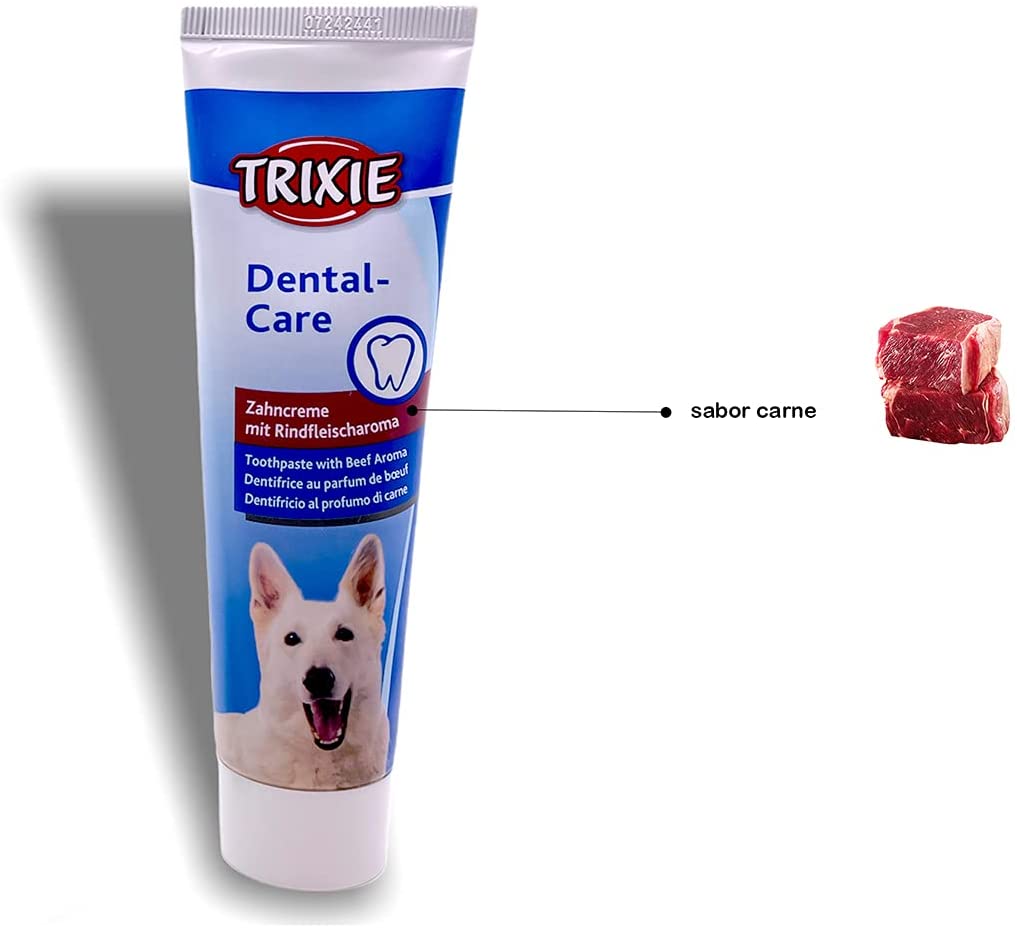 07242441
TRIXIE
Dental-
Care
Zahncreme
mit Rindfleischaroma
Toothpaste with Beef Aroma
Dentifrice au parfum de bœuf
Dentifricio al profumo di carne
sabor carne